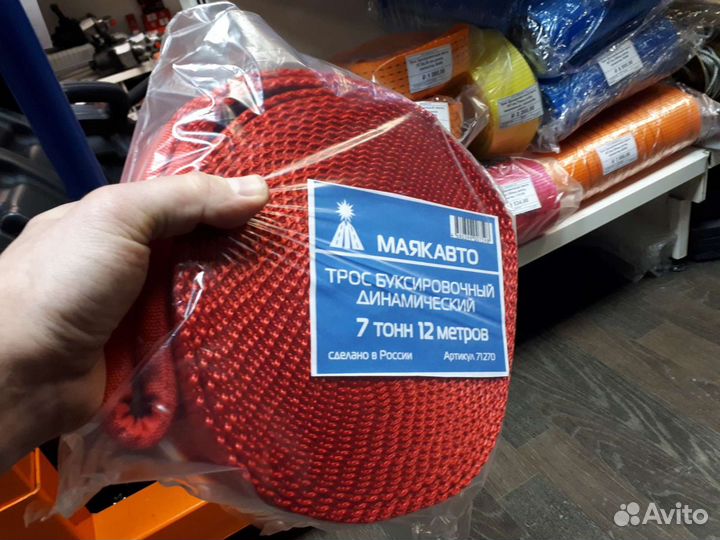 МАЯКАВТО
ТРОС БУКСИРОВОЧНЫЙ
ДИНАМИЧЕСКИЙ
7 тонн 12 метров
сделано в России
Артикул 71270
Avito